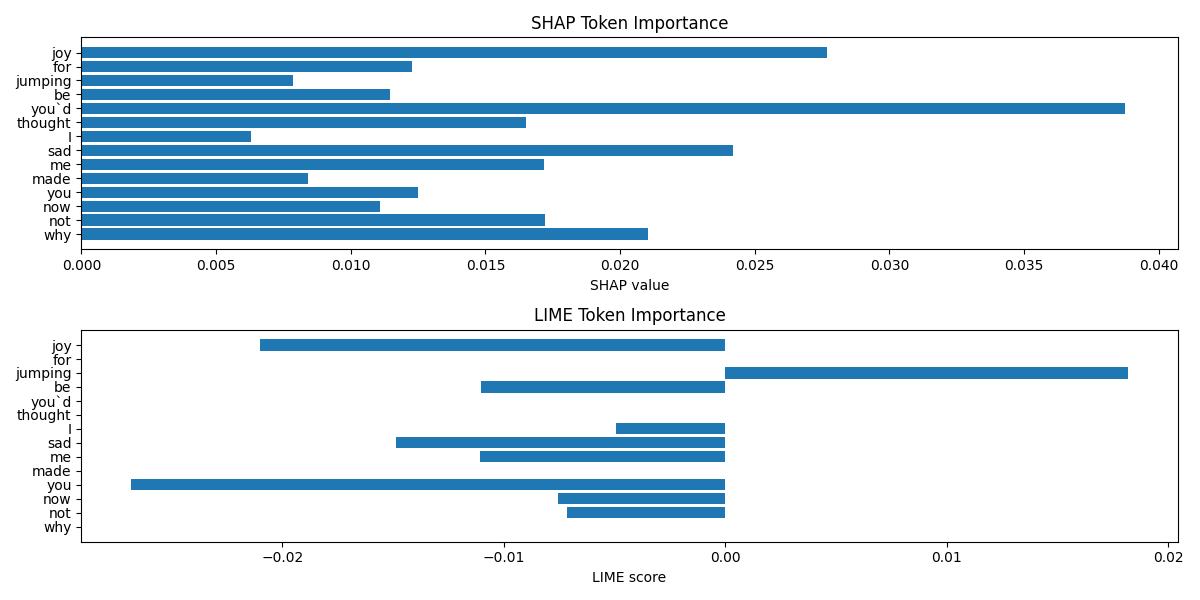 SHAP Token Importance
joy
for
jumping
be
you`d
thought
I
sad
me
made
you
now
not
why
0.000 0.005 0.010 0.015 0.020 0.025 0.030 0.035 0.040
SHAP value
LIME Token Importance
joy
for
jumping
be
you`d
thought
I
sad
me
made
you
now
not
why
−0.02 −0.01 0.00 0.01 0.02
LIME score